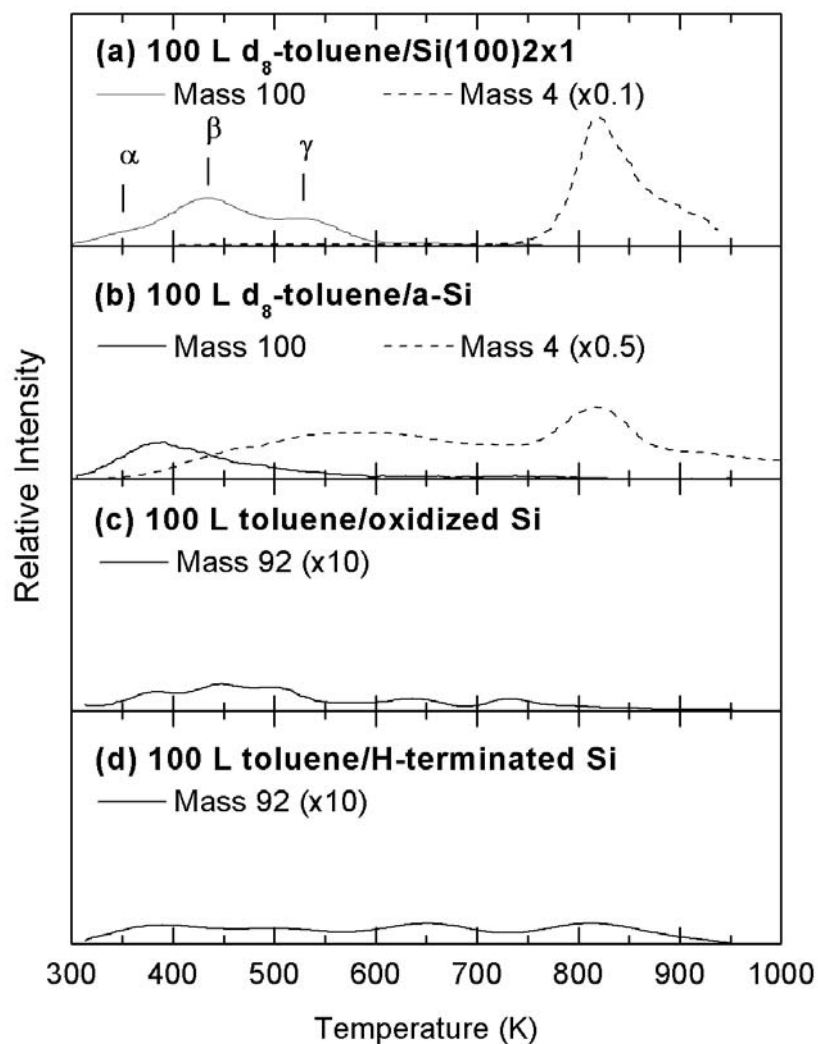 (a) 100 L d₈-toluene/Si(100)2x1
Mass 100 Mass 4 (x0.1)
α β γ
(b) 100 L d₈-toluene/a-Si
Mass 100 Mass 4 (x0.5)
(c) 100 L toluene/oxidized Si
Mass 92 (x10)
(d) 100 L toluene/H-terminated Si
Mass 92 (x10)
Relative Intensity
300 400 500 600 700 800 900 1000
Temperature (K)